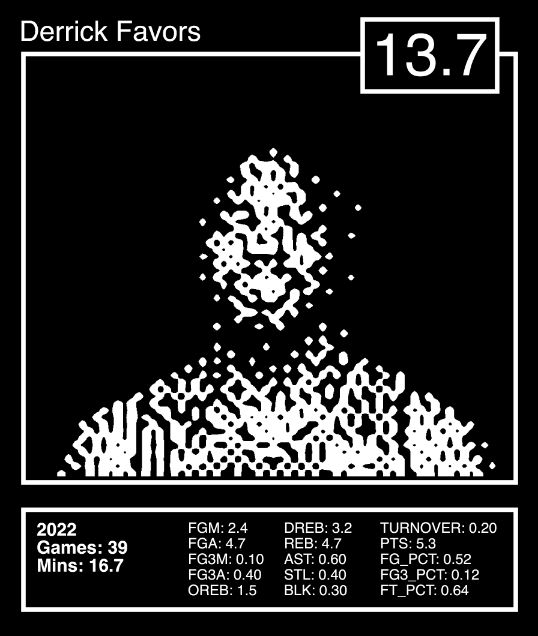 Derrick Favors
13.7
2022
Games: 39
Mins: 16.7
FGM: 2.4
FGA: 4.7
FG3M: 0.10
FG3A: 0.40
OREB: 1.5
DREB: 3.2
REB: 4.7
AST: 0.60
STL: 0.40
BLK: 0.30
TURNOVER: 0.20
PTS: 5.3
FG_PCT: 0.52
FG3_PCT: 0.12
FT_PCT: 0.64